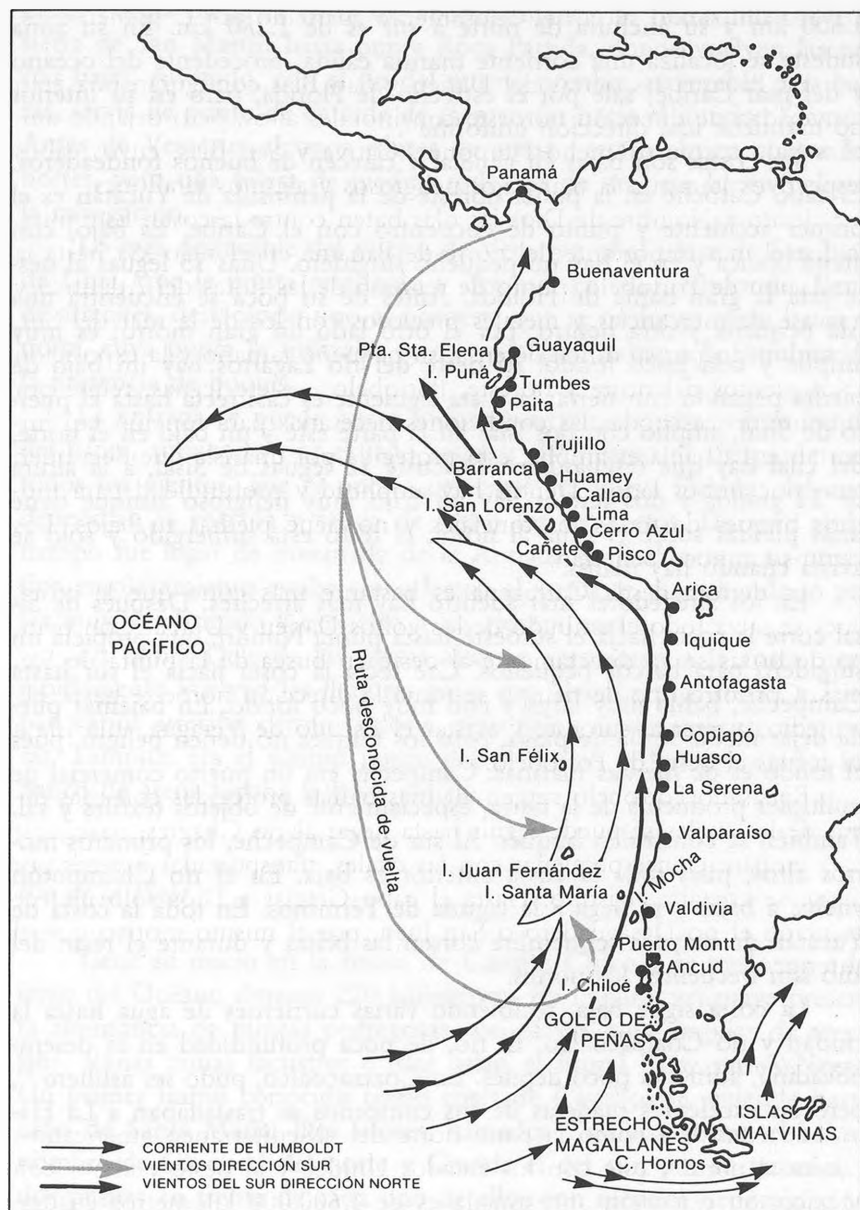 Panamá
Buenaventura
Pta. Sta. Elena
Guayaquil
I. Puná
Tumbes
Paita
Trujillo
Barranca
Huamey
Callao
I. San Lorenzo
Lima
Cerro Azul
Cañete
Pisco
Arica
OCÉANO
PACÍFICO
Iquique
Ruta desconocida de vuelta
Antofagasta
Copiapó
I. San Félix
Huasco
La Serena
Valparaíso
I. Juan Fernández
I. Mocha
I. Santa María
Valdivia
Puerto Montt
Ancud
I. Chiloé
GOLFO DE
PEÑAS
ESTRECHO
MAGALLANES
ISLAS
MALVINAS
C. Hornos
CORRIENTE DE HUMBOLD
VIENTOS DIRECCIÓN SUR
VIENTOS DEL SUR DIRECCIÓN NORTE